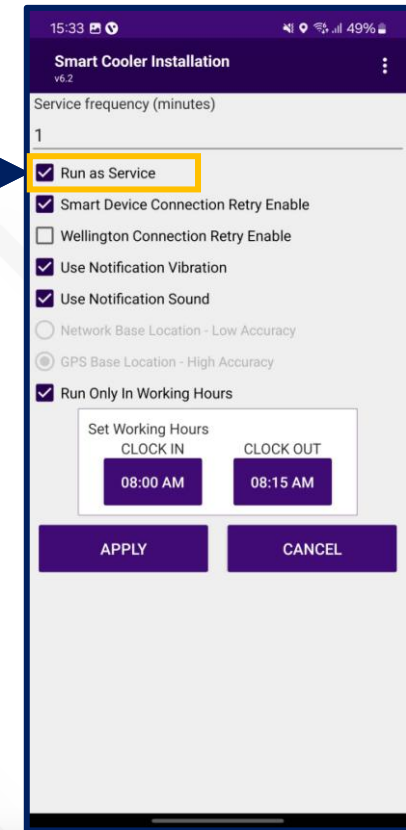 15:33 49%
Smart Cooler Installation
v6.2
Service frequency (minutes)
1
Run as Service
Smart Device Connection Retry Enable
Wellington Connection Retry Enable
Use Notification Vibration
Use Notification Sound
Network Base Location - Low Accuracy
GPS Base Location - High Accuracy
Run Only In Working Hours
Set Working Hours
CLOCK IN CLOCK OUT
08:00 AM 08:15 AM
APPLY CANCEL